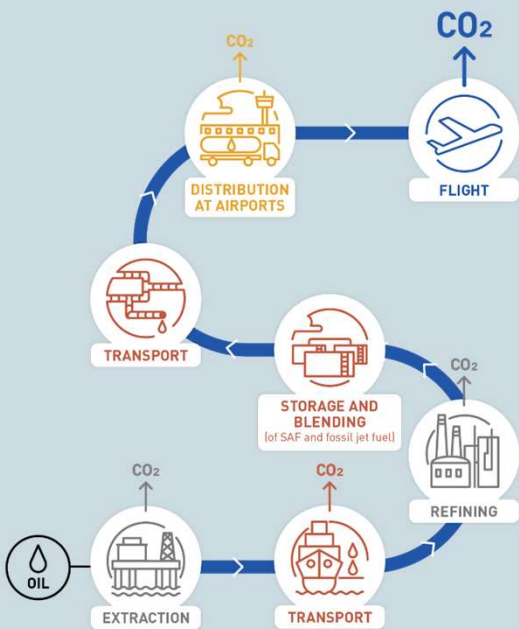 CO₂
CO₂
DISTRIBUTION
AT AIRPORTS
FLIGHT
TRANSPORT
STORAGE AND
BLENDING
(of SAF and fossil jet fuel)
CO₂
REFINING
CO₂
CO₂
OIL
EXTRACTION
TRANSPORT